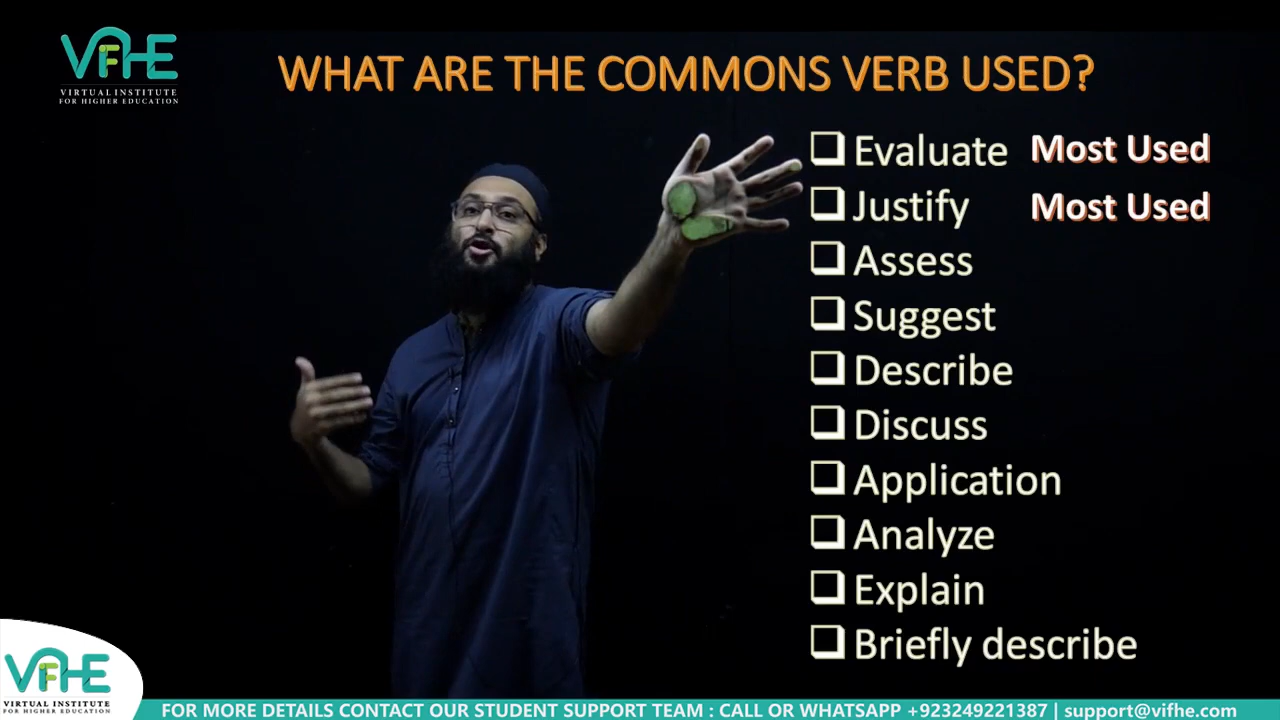 VIFHE
VIRTUAL INSTITUTE
FOR HIGHER EDUCATION
WHAT ARE THE COMMONS VERB USED?
Evaluate Most Used
Justify Most Used
Assess
Suggest
Describe
Discuss
Application
Analyze
Explain
Briefly describe
VIFHE
VIRTUAL INSTITUTE
FOR HIGHER EDUCATION
FOR MORE DETAILS CONTACT OUR STUDENT SUPPORT TEAM : CALL OR WHATSAPP +923249221387 | support@vifhe.com